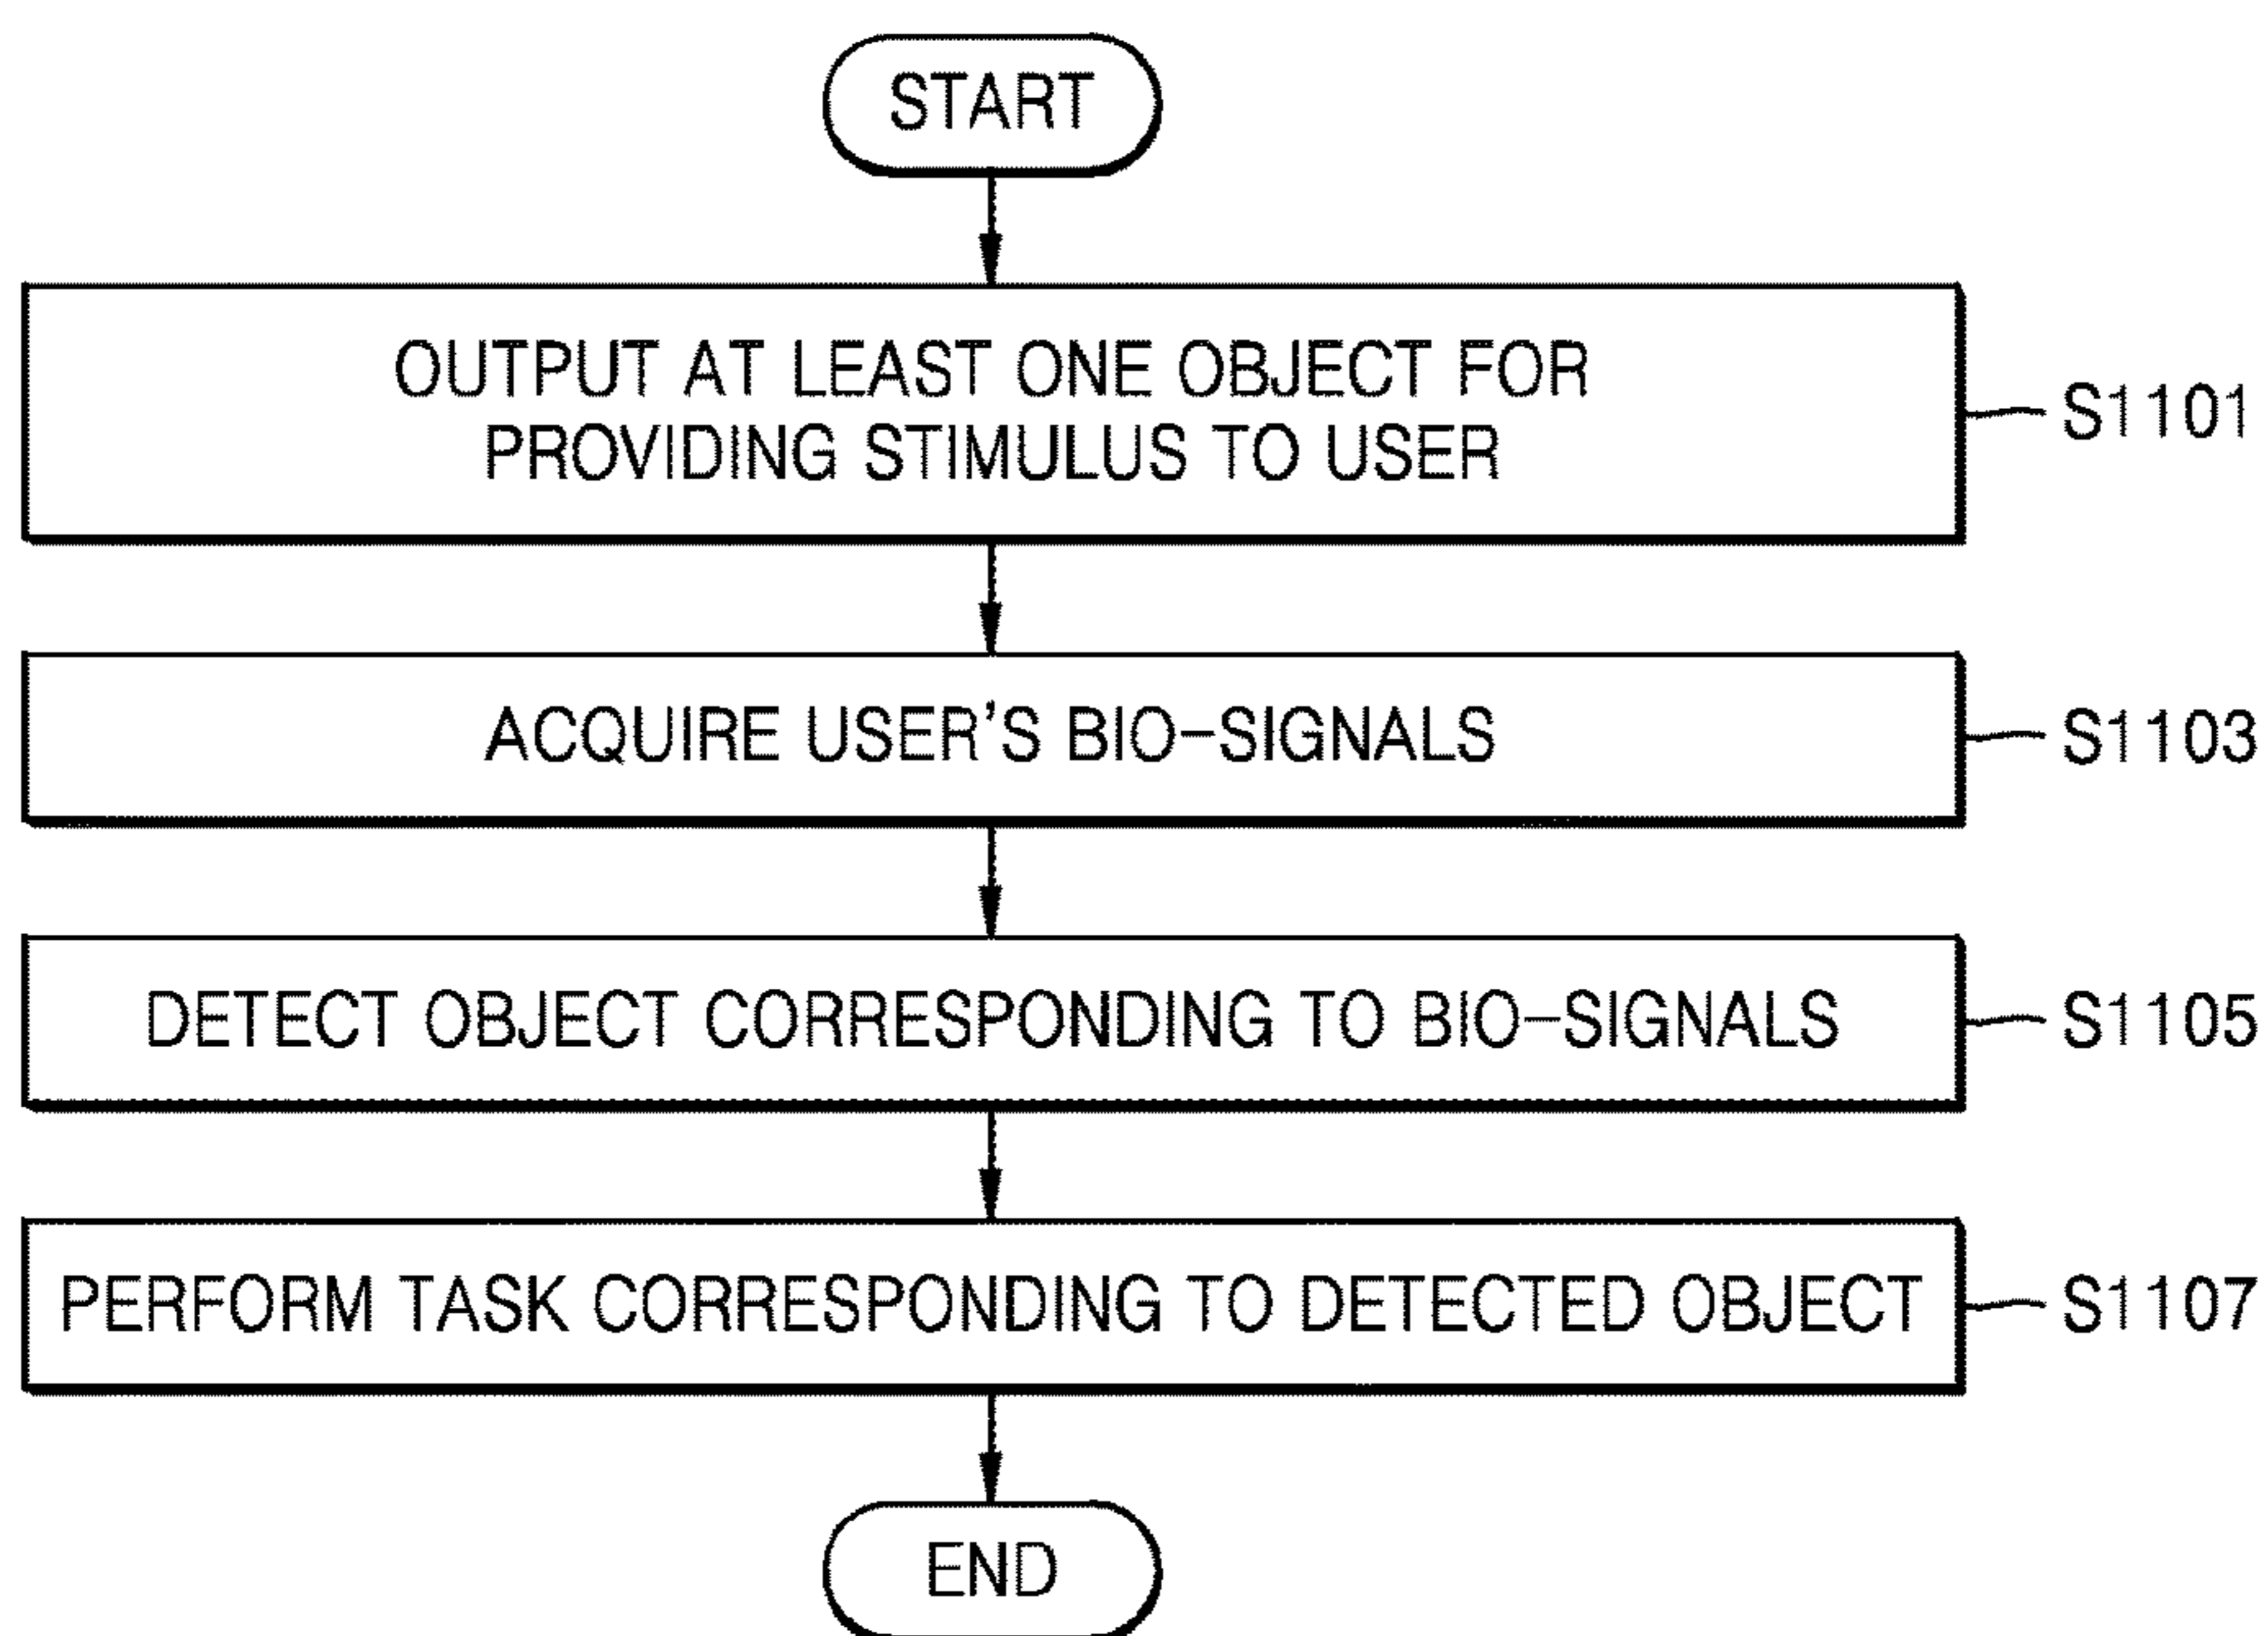 START
OUTPUT AT LEAST ONE OBJECT FOR
PROVIDING STIMULUS TO USER
S1101
ACQUIRE USER'S BIO-SIGNALS
S1103
DETECT OBJECT CORRESPONDING TO BIO-SIGNALS
S1105
PERFORM TASK CORRESPONDING TO DETECTED OBJECT
S1107
END